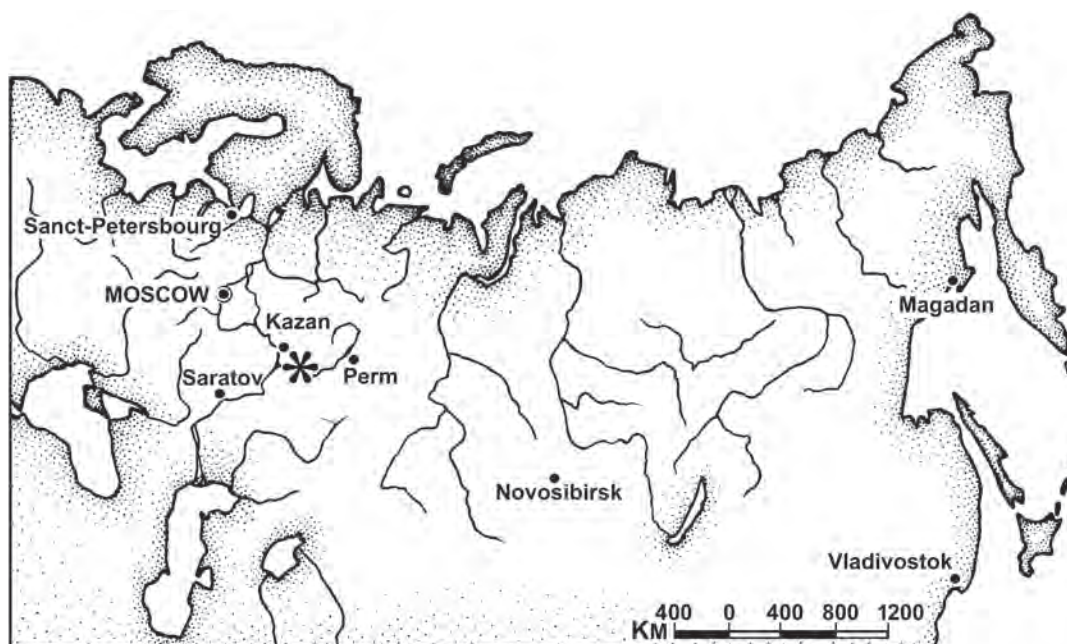 Sanct-Petersbourg
MOSCOW
Magadan
Kazan
Saratov
Perm
Novosibirsk
Vladivostok
KM 400 0 400 800 1200